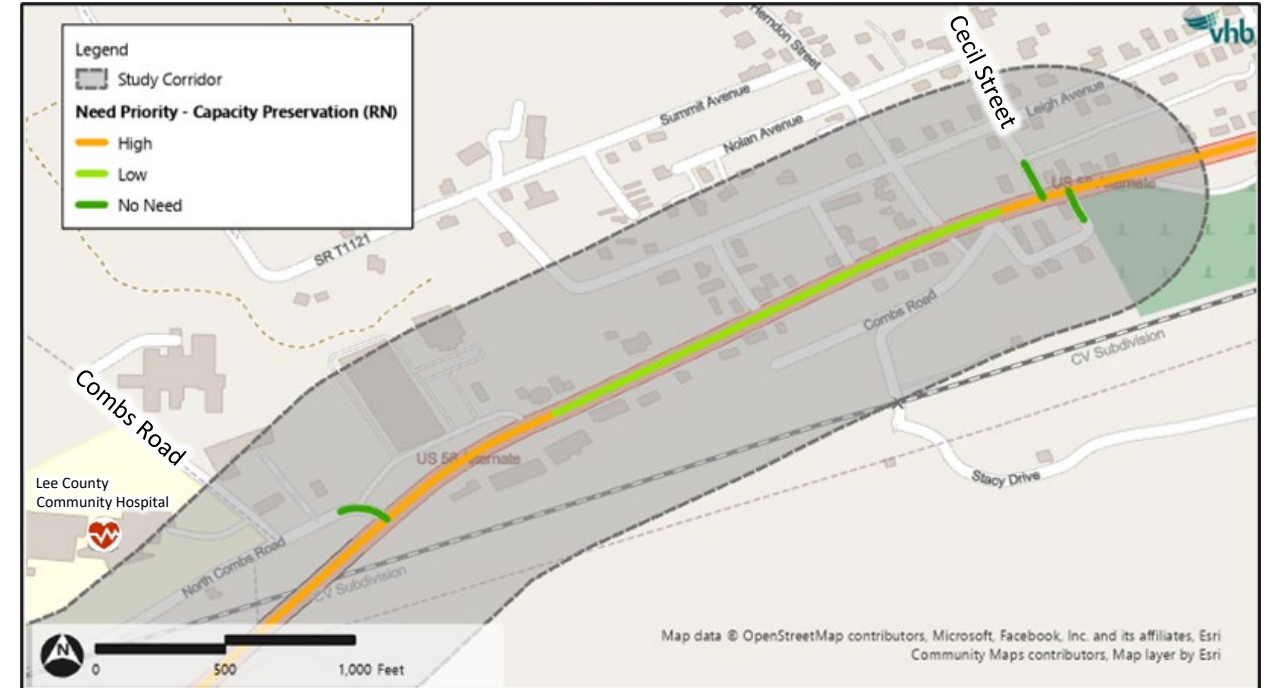 Legend
Study Corridor
Need Priority - Capacity Preservation (RN)
High
Low
No Need
Herndon Street
Cecil Street
vhb
Summit Avenue
Leigh Avenue
Nolan Avenue
US 58 Alternate
SR T1121
Combs Road
CV Subdivision
Combs Road
US 58 Alternate
Stacy Drive
Lee County
Community Hospital
North Combs Road
CV Subdivision
N
0 500 1,000 Feet
Map data © OpenStreetMap contributors, Microsoft, Facebook, Inc. and its affiliates, Esri
Community Maps contributors, Map layer by Esri